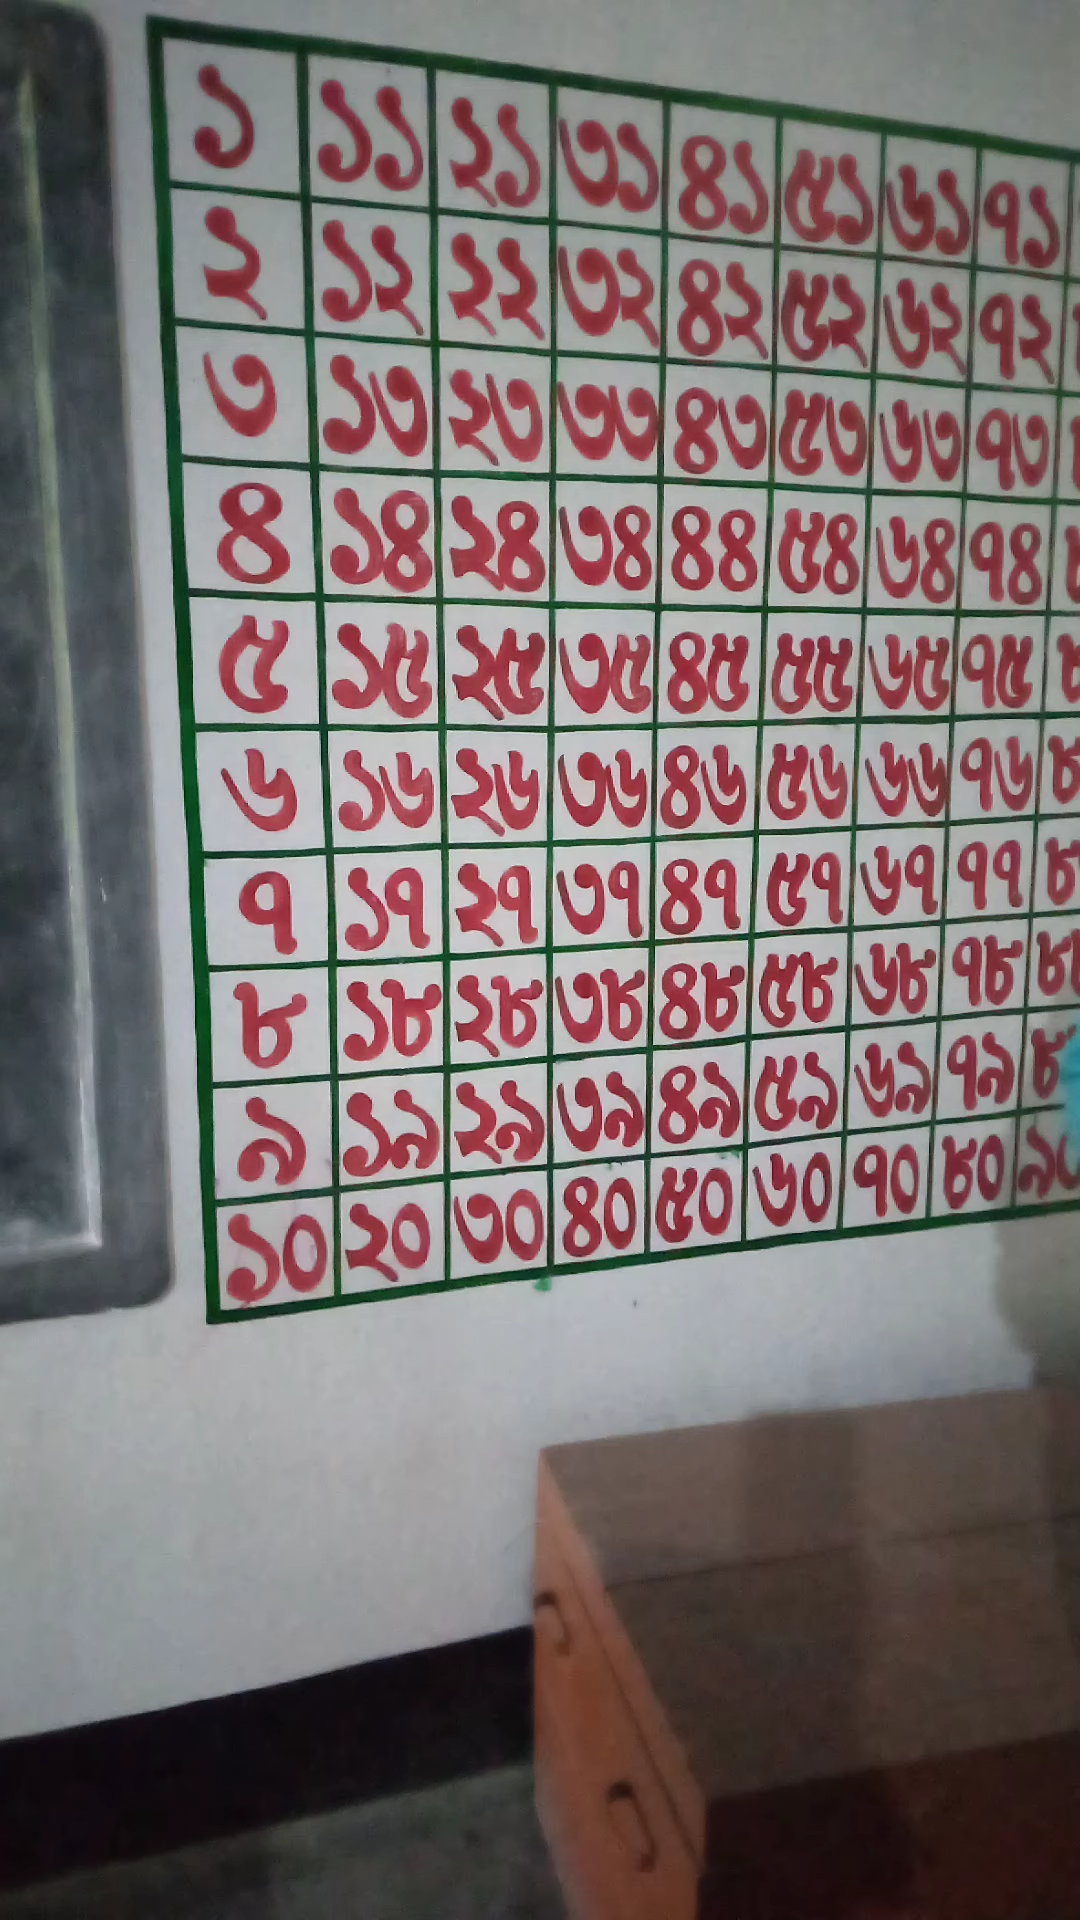 ১ ১১ ২১ ৩১ ৪১ ৫১ ৬১ ৭১
২ ১২ ২২ ৩২ ৪২ ৫২ ৬২ ৭২
৩ ১৩ ২৩ ৩৩ ৪৩ ৫৩ ৬৩ ৭৩
৪ ১৪ ২৪ ৩৪ ৪৪ ৫৪ ৬৪ ৭৪
৫ ১৫ ২৫ ৩৫ ৪৫ ৫৫ ৬৫ ৭৫
৬ ১৬ ২৬ ৩৬ ৪৬ ৫৬ ৬৬ ৭৬
৭ ১৭ ২৭ ৩৭ ৪৭ ৫৭ ৬৭ ৭৭
৮ ১৮ ২৮ ৩৮ ৪৮ ৫৮ ৬৮ ৭৮
৯ ১৯ ২৯ ৩৯ ৪৯ ৫৯ ৬৯ ৭৯
১০ ২০ ৩০ ৪০ ৫০ ৬০ ৭০ ৮০ ৯০